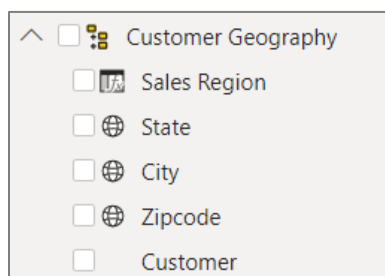 Customer Geography
Sales Region
State
City
Zipcode
Customer